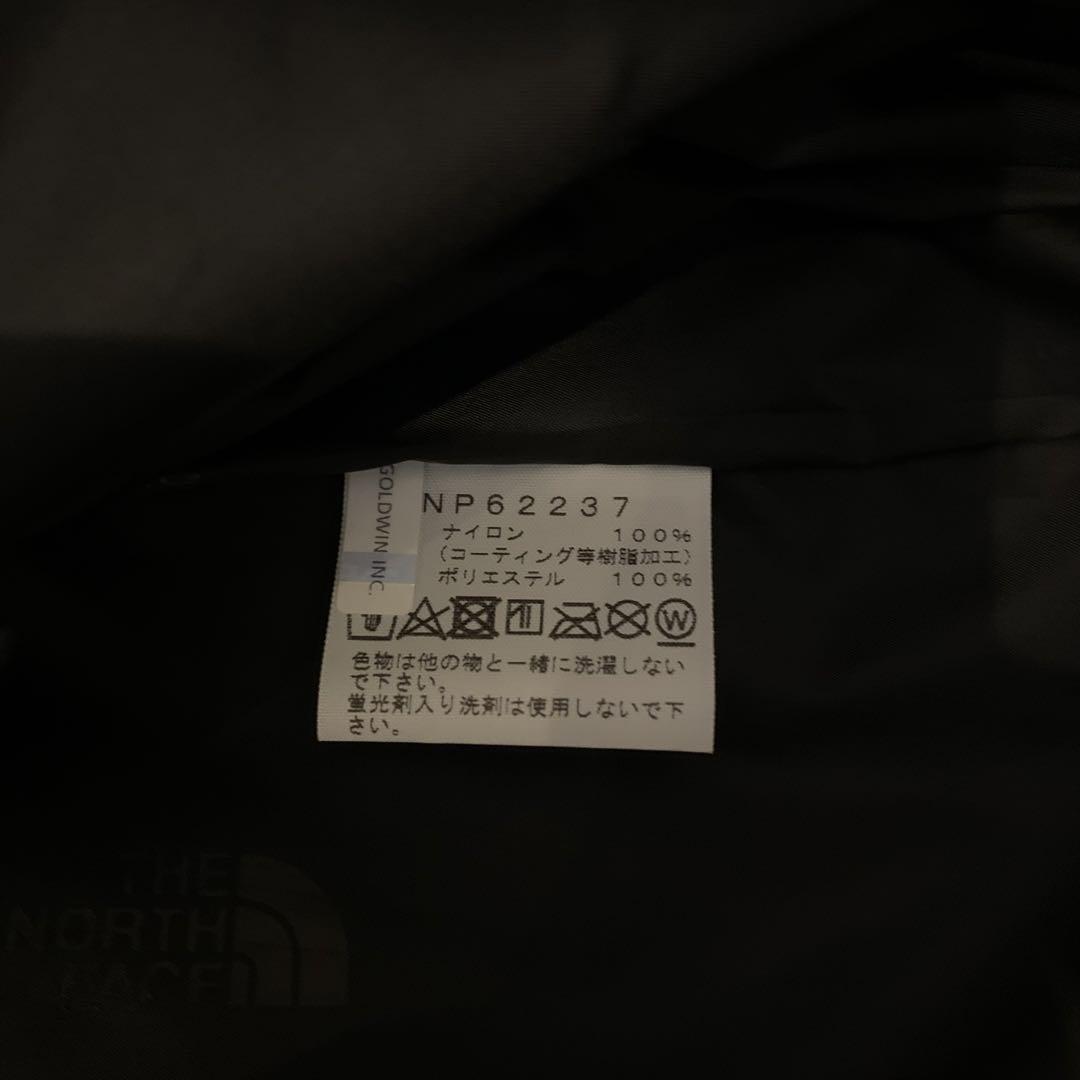 GOLDWIN INC.
NP62237
ナイロン 100%
(コーティング等樹脂加工)
ポリエステル 100%
W
色物は他の物と一緒に洗濯しない
で下さい。
蛍光剤入り洗剤は使用しないで下
さい。
THE
NORTH
FACE